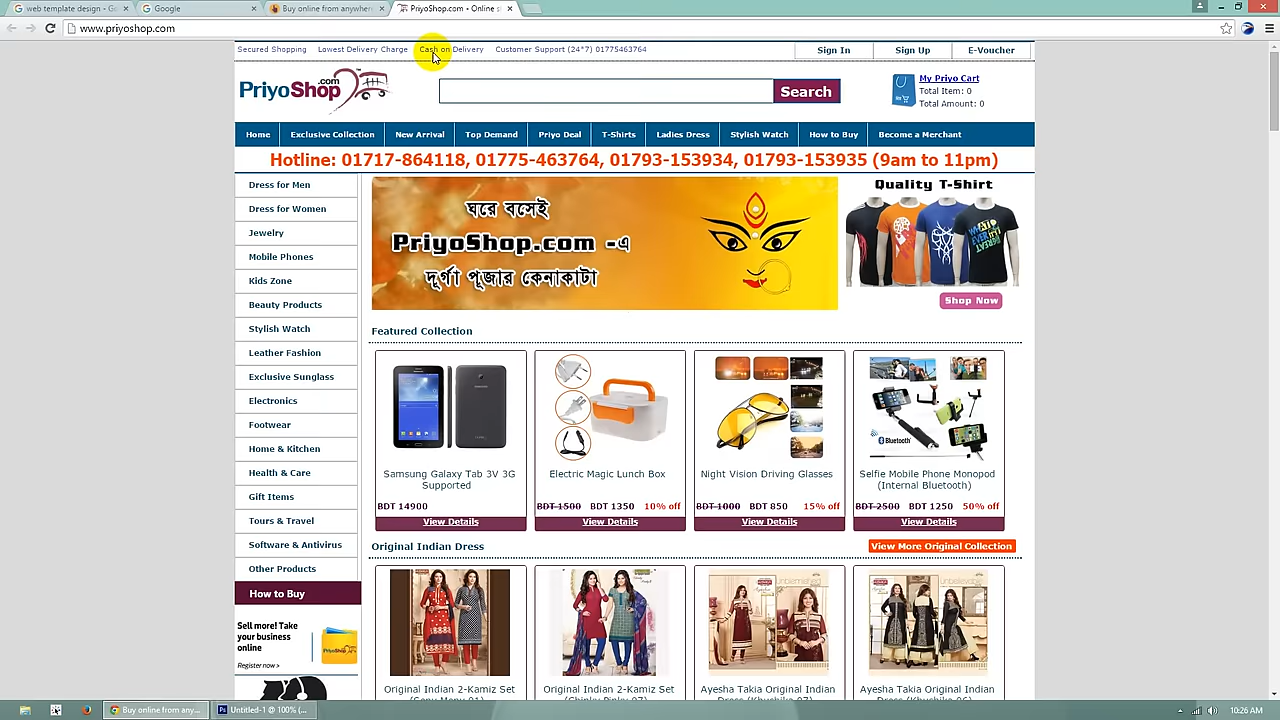 web template design - G
Google
Buy online from anywher
PriyoShop.com - Online s
www.priyoshop.com
Secured Shopping Lowest Delivery Charge Cash on Delivery Customer Support (24*7) 01775463764
Sign In Sign Up E-Voucher
PriyoShop.com
Search
My Priyo Cart
Total Item: 0
Total Amount: 0
Home Exclusive Collection New Arrival Top Demand Priyo Deal T-Shirts Ladies Dress Stylish Watch How to Buy Become a Merchant
Hotline: 01717-864118, 01775-463764, 01793-153934, 01793-153935 (9am to 11pm)
Dress for Men
Dress for Women
Jewelry
Mobile Phones
Kids Zone
Beauty Products
Stylish Watch
Leather Fashion
Exclusive Sunglass
Electronics
Footwear
Home & Kitchen
Health & Care
Gift Items
Tours & Travel
Software & Antivirus
Other Products
How to Buy
Sell more! Take
your business
online
Register now >
PriyoShop
ঘরে বসেই
PriyoShop.com -এ
দূর্গা পূজার কেনাকাটা
Quality T-Shirt
Shop Now
Featured Collection
Bluetooth
Samsung Galaxy Tab 3V 3G
Supported
BDT 14900
View Details
Electric Magic Lunch Box
BDT 1500 BDT 1350 10% off
View Details
Night Vision Driving Glasses
BDT 1000 BDT 850 15% off
View Details
Selfie Mobile Phone Monopod
(Internal Bluetooth)
BDT 2500 BDT 1250 50% off
View Details
Original Indian Dress
View More Original Collection
Original Indian 2-Kamiz Set
Original Indian 2-Kamiz Set
Ayesha Takia Original Indian
Ayesha Takia Original Indian
Buy online from any...
Untitled-1 @ 100% (...
10:26 AM